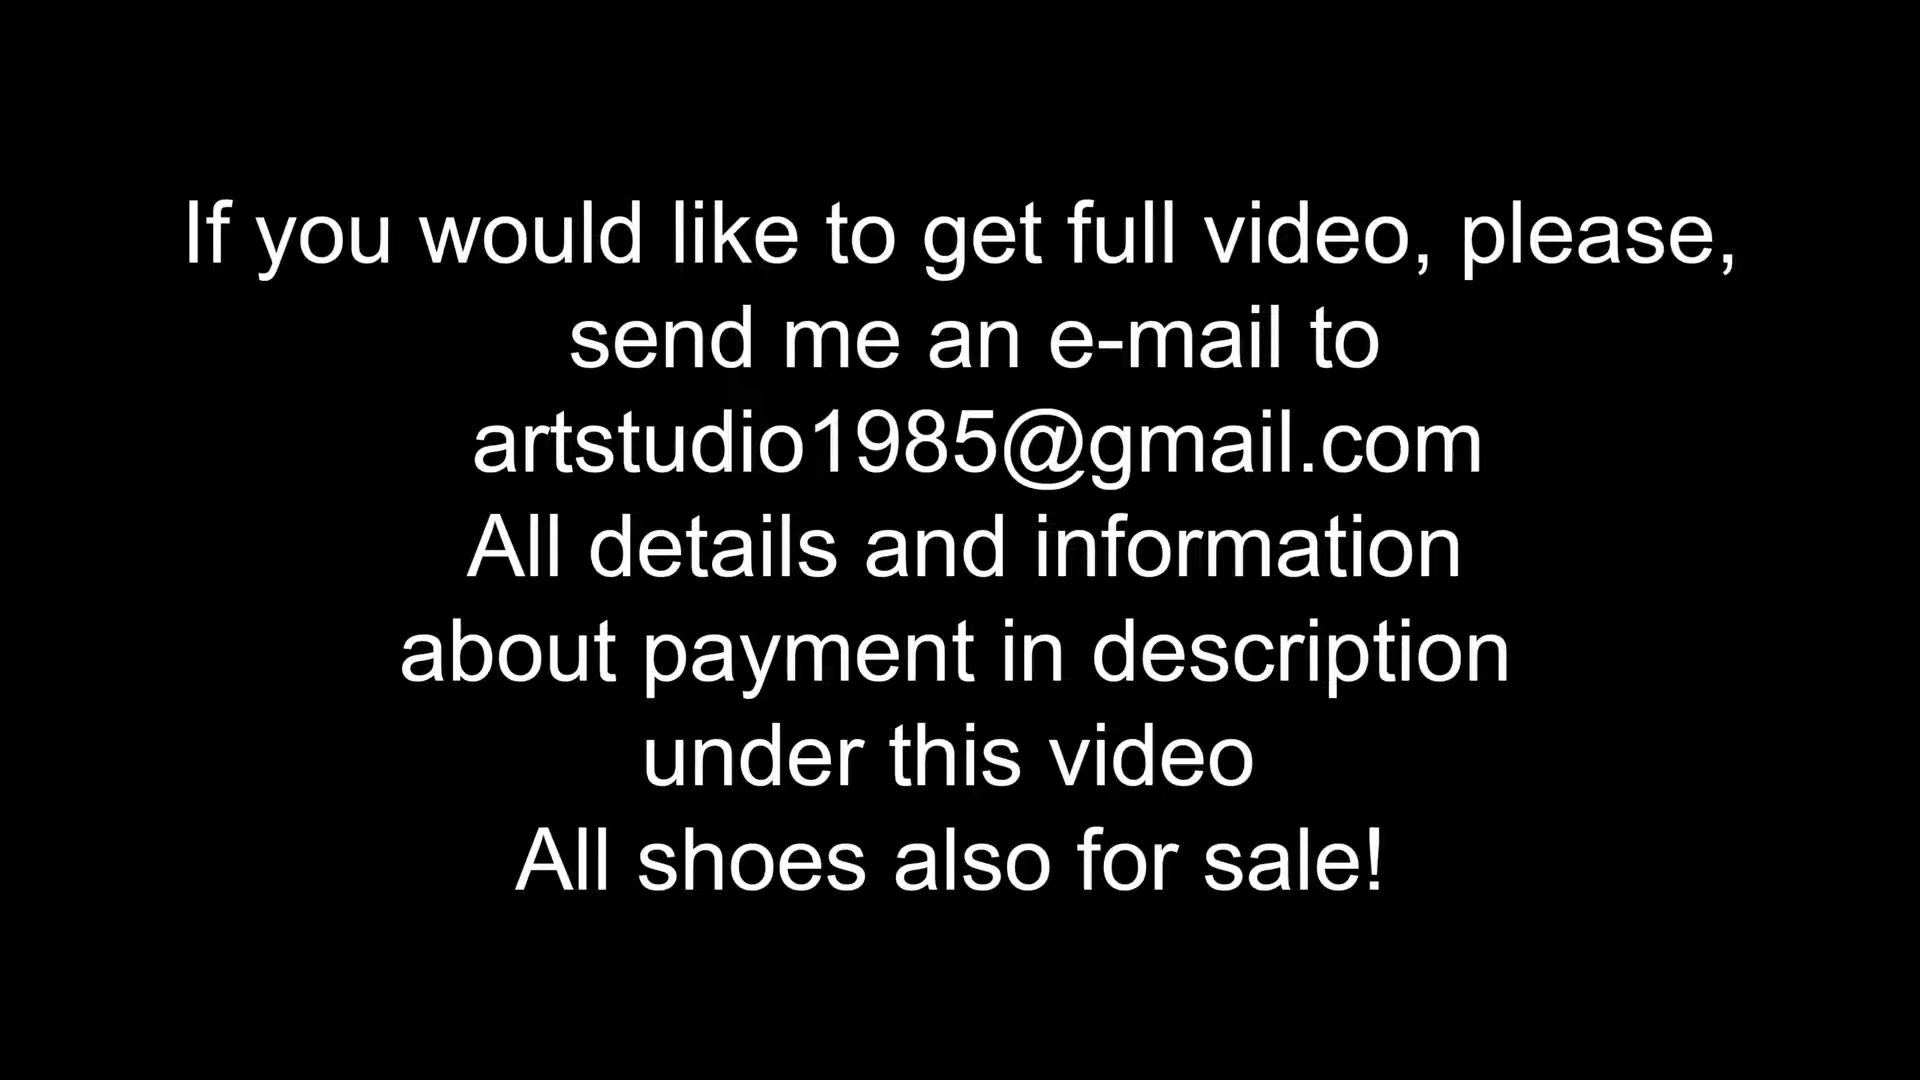 If you would like to get full video, please,
send me an e-mail to
artstudio1985@gmail.com
All details and information
about payment in description
under this video
All shoes also for sale!